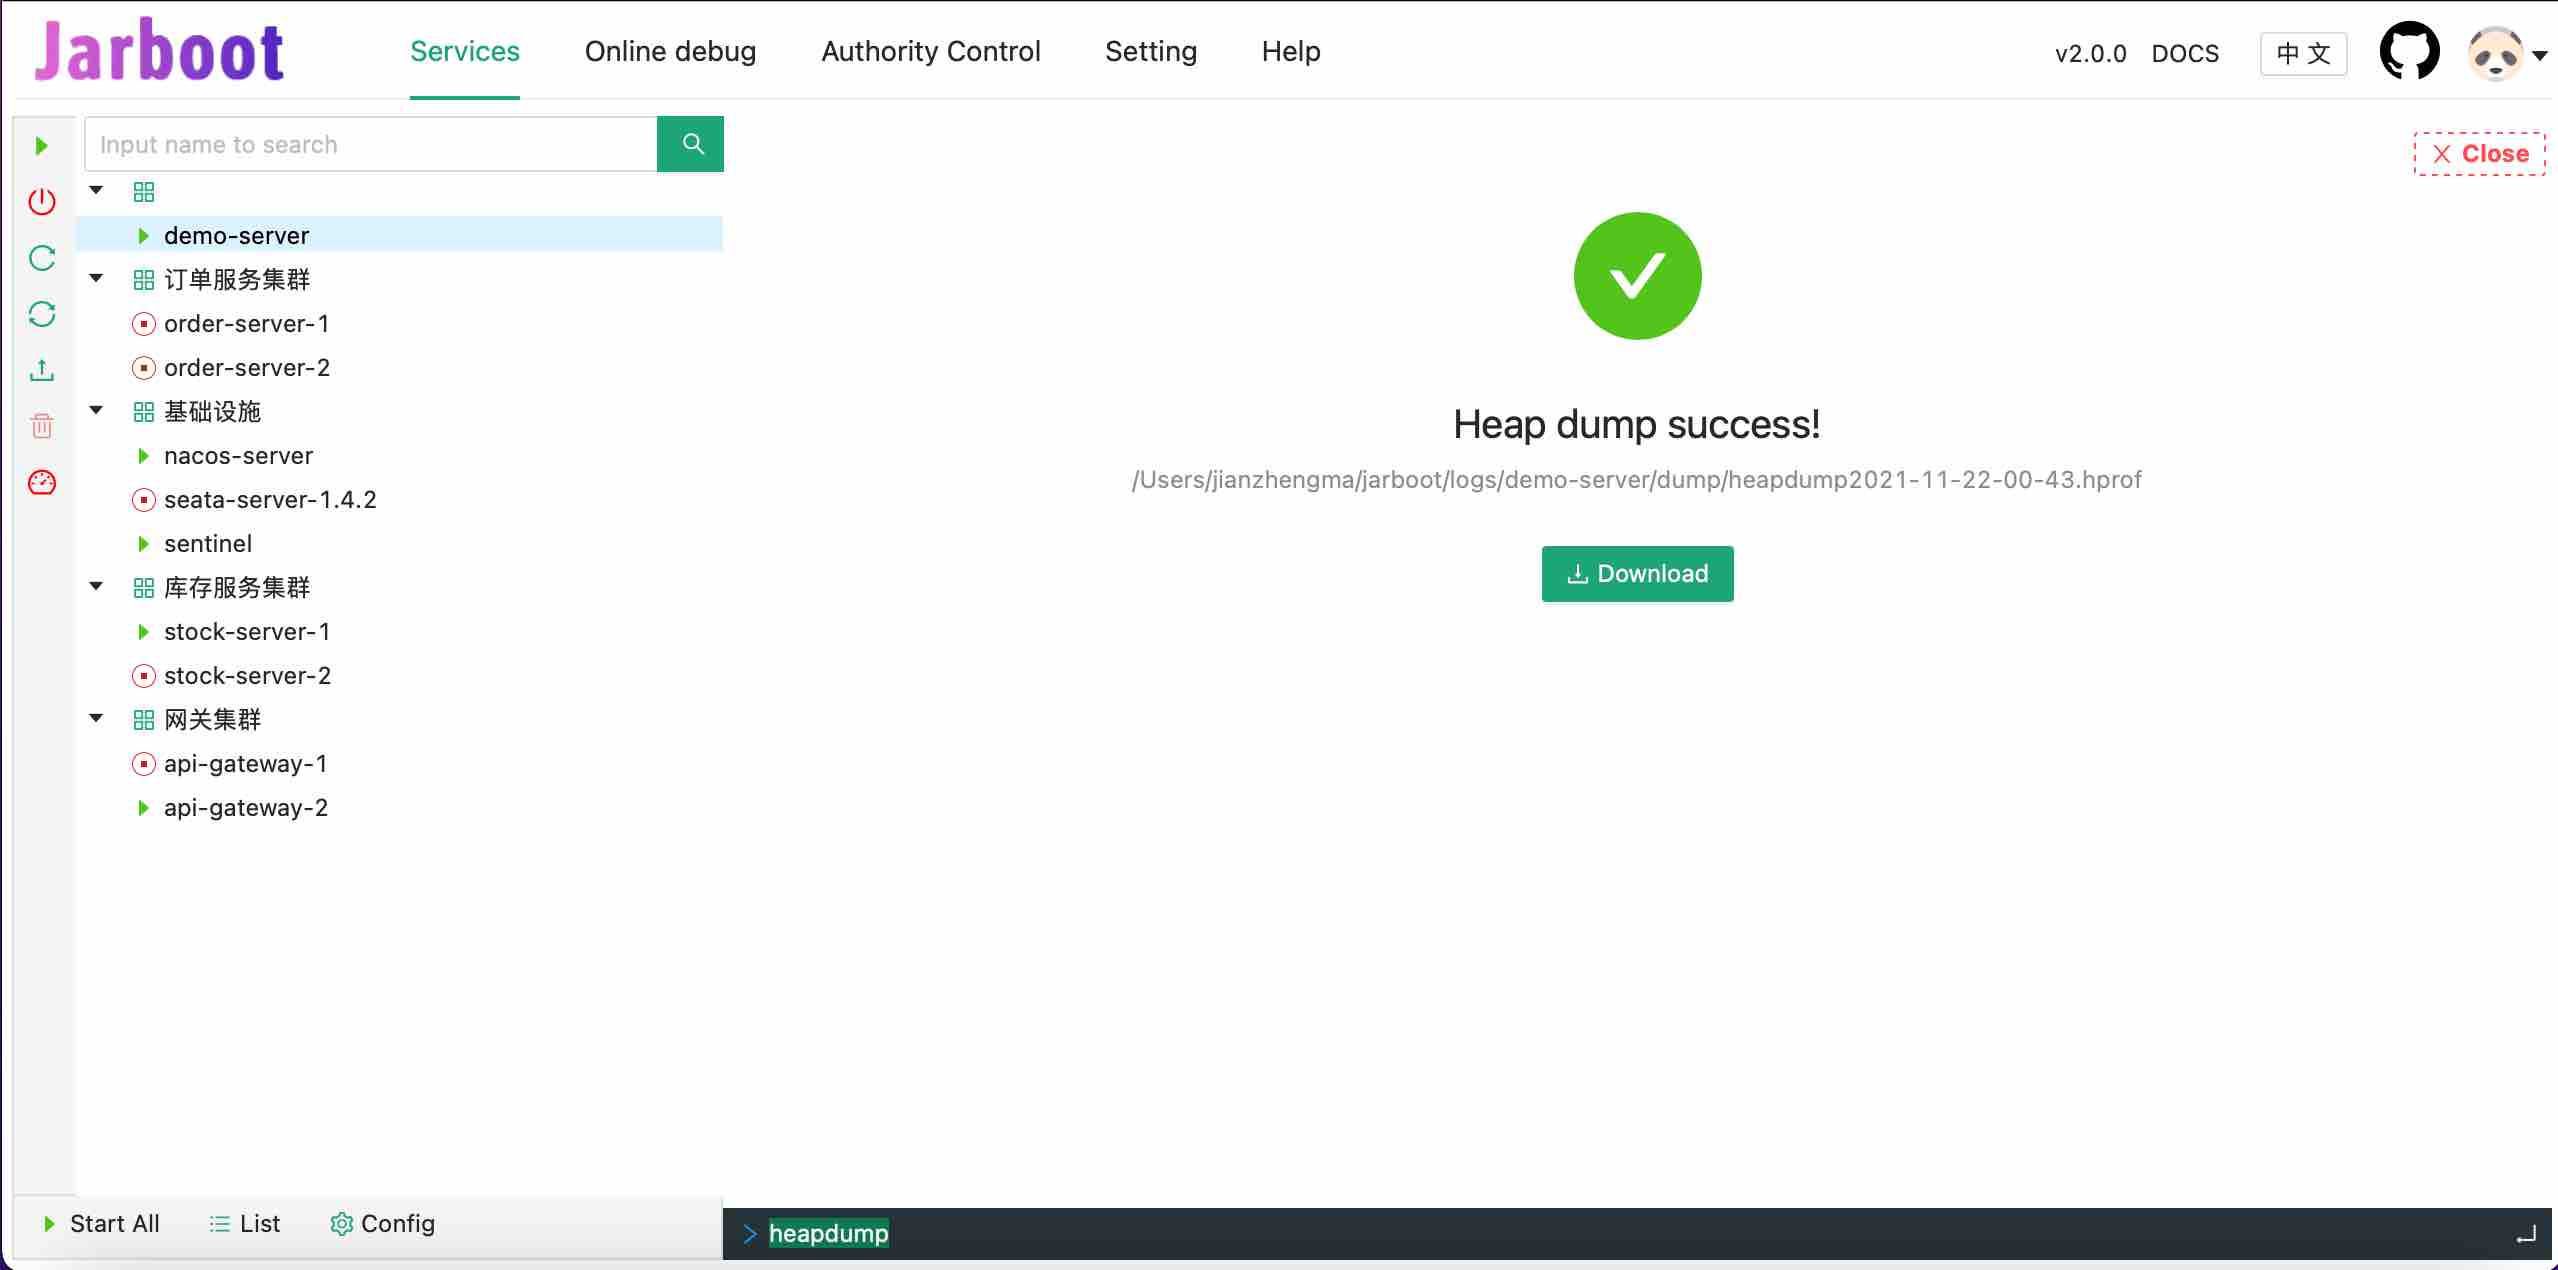 Jarboot
Services Online debug Authority Control Setting Help v2.0.0 DOCS 中 文
Input name to search
Close
demo-server
订单服务集群
order-server-1
order-server-2
基础设施
nacos-server
seata-server-1.4.2
sentinel
库存服务集群
stock-server-1
stock-server-2
网关集群
api-gateway-1
api-gateway-2
Heap dump success!
/Users/jianzhengma/jarboot/logs/demo-server/dump/heapdump2021-11-22-00-43.hprof
Download
Start All List Config
> heapdump